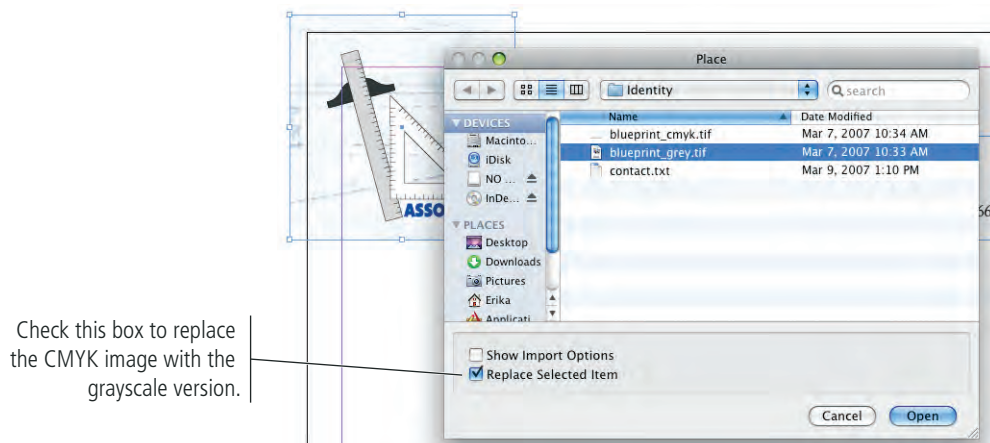 Place
Identity
search
Name
Date Modified
DEVICES
Macinto...
iDisk
NO ...
InDe...
PLACES
Desktop
Downloads
Pictures
Erika
Applicati
blueprint_cmyk.tif Mar 7, 2007 10:34 AM
blueprint_grey.tif Mar 7, 2007 10:33 AM
contact.txt Mar 9, 2007 1:10 PM
ASSO
66
Check this box to replace
the CMYK image with the
grayscale version.
Show Import Options
Replace Selected Item
Cancel
Open